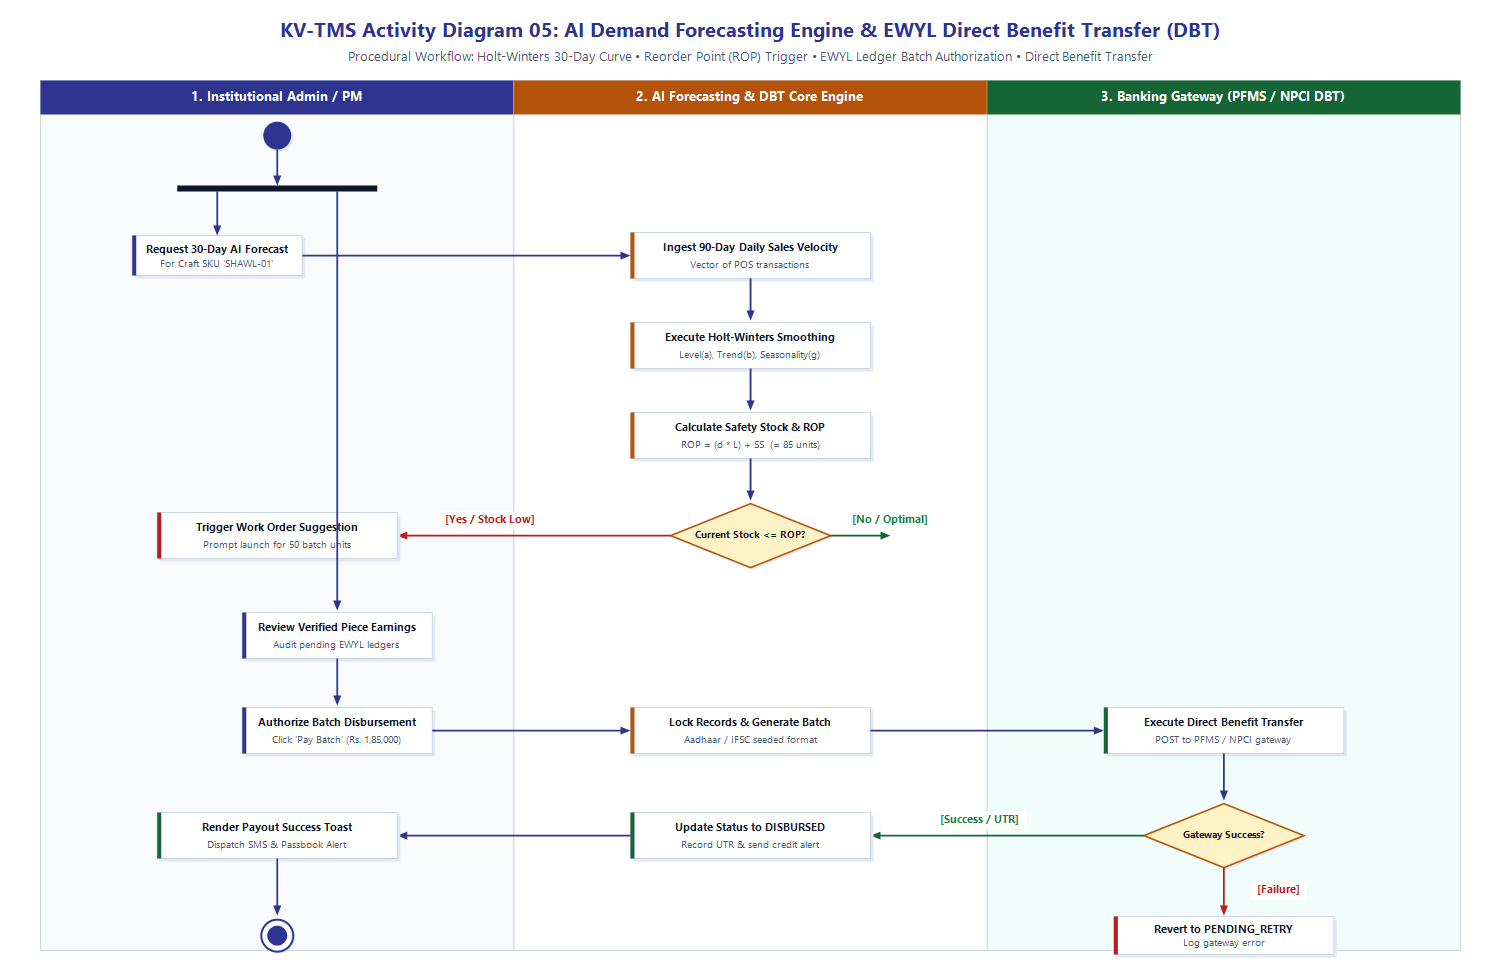 KV-TMS Activity Diagram 05: AI Demand Forecasting Engine & EWYL Direct Benefit Transfer (DBT)
Procedural Workflow: Holt-Winters 30-Day Curve • Reorder Point (ROP) Trigger • EWYL Ledger Batch Authorization • Direct Benefit Transfer
1. Institutional Admin / PM
2. AI Forecasting & DBT Core Engine
3. Banking Gateway (PFMS / NPCI DBT)
Request 30-Day AI Forecast
For Craft SKU 'SHAWL-01'
Ingest 90-Day Daily Sales Velocity
Vector of POS transactions
Execute Holt-Winters Smoothing
Level(a), Trend(b), Seasonality(g)
Calculate Safety Stock & ROP
ROP = (d * L) + SS (= 85 units)
Trigger Work Order Suggestion
Prompt launch for 50 batch units
[Yes / Stock Low]
Current Stock <= ROP?
[No / Optimal]
Review Verified Piece Earnings
Audit pending EWYL ledgers
Authorize Batch Disbursement
Click 'Pay Batch' (Rs. 1,85,000)
Lock Records & Generate Batch
Aadhaar / IFSC seeded format
Execute Direct Benefit Transfer
POST to PFMS / NPCI gateway
Render Payout Success Toast
Dispatch SMS & Passbook Alert
Update Status to DISBURSED
Record UTR & send credit alert
[Success / UTR]
Gateway Success?
[Failure]
Revert to PENDING_RETRY
Log gateway error